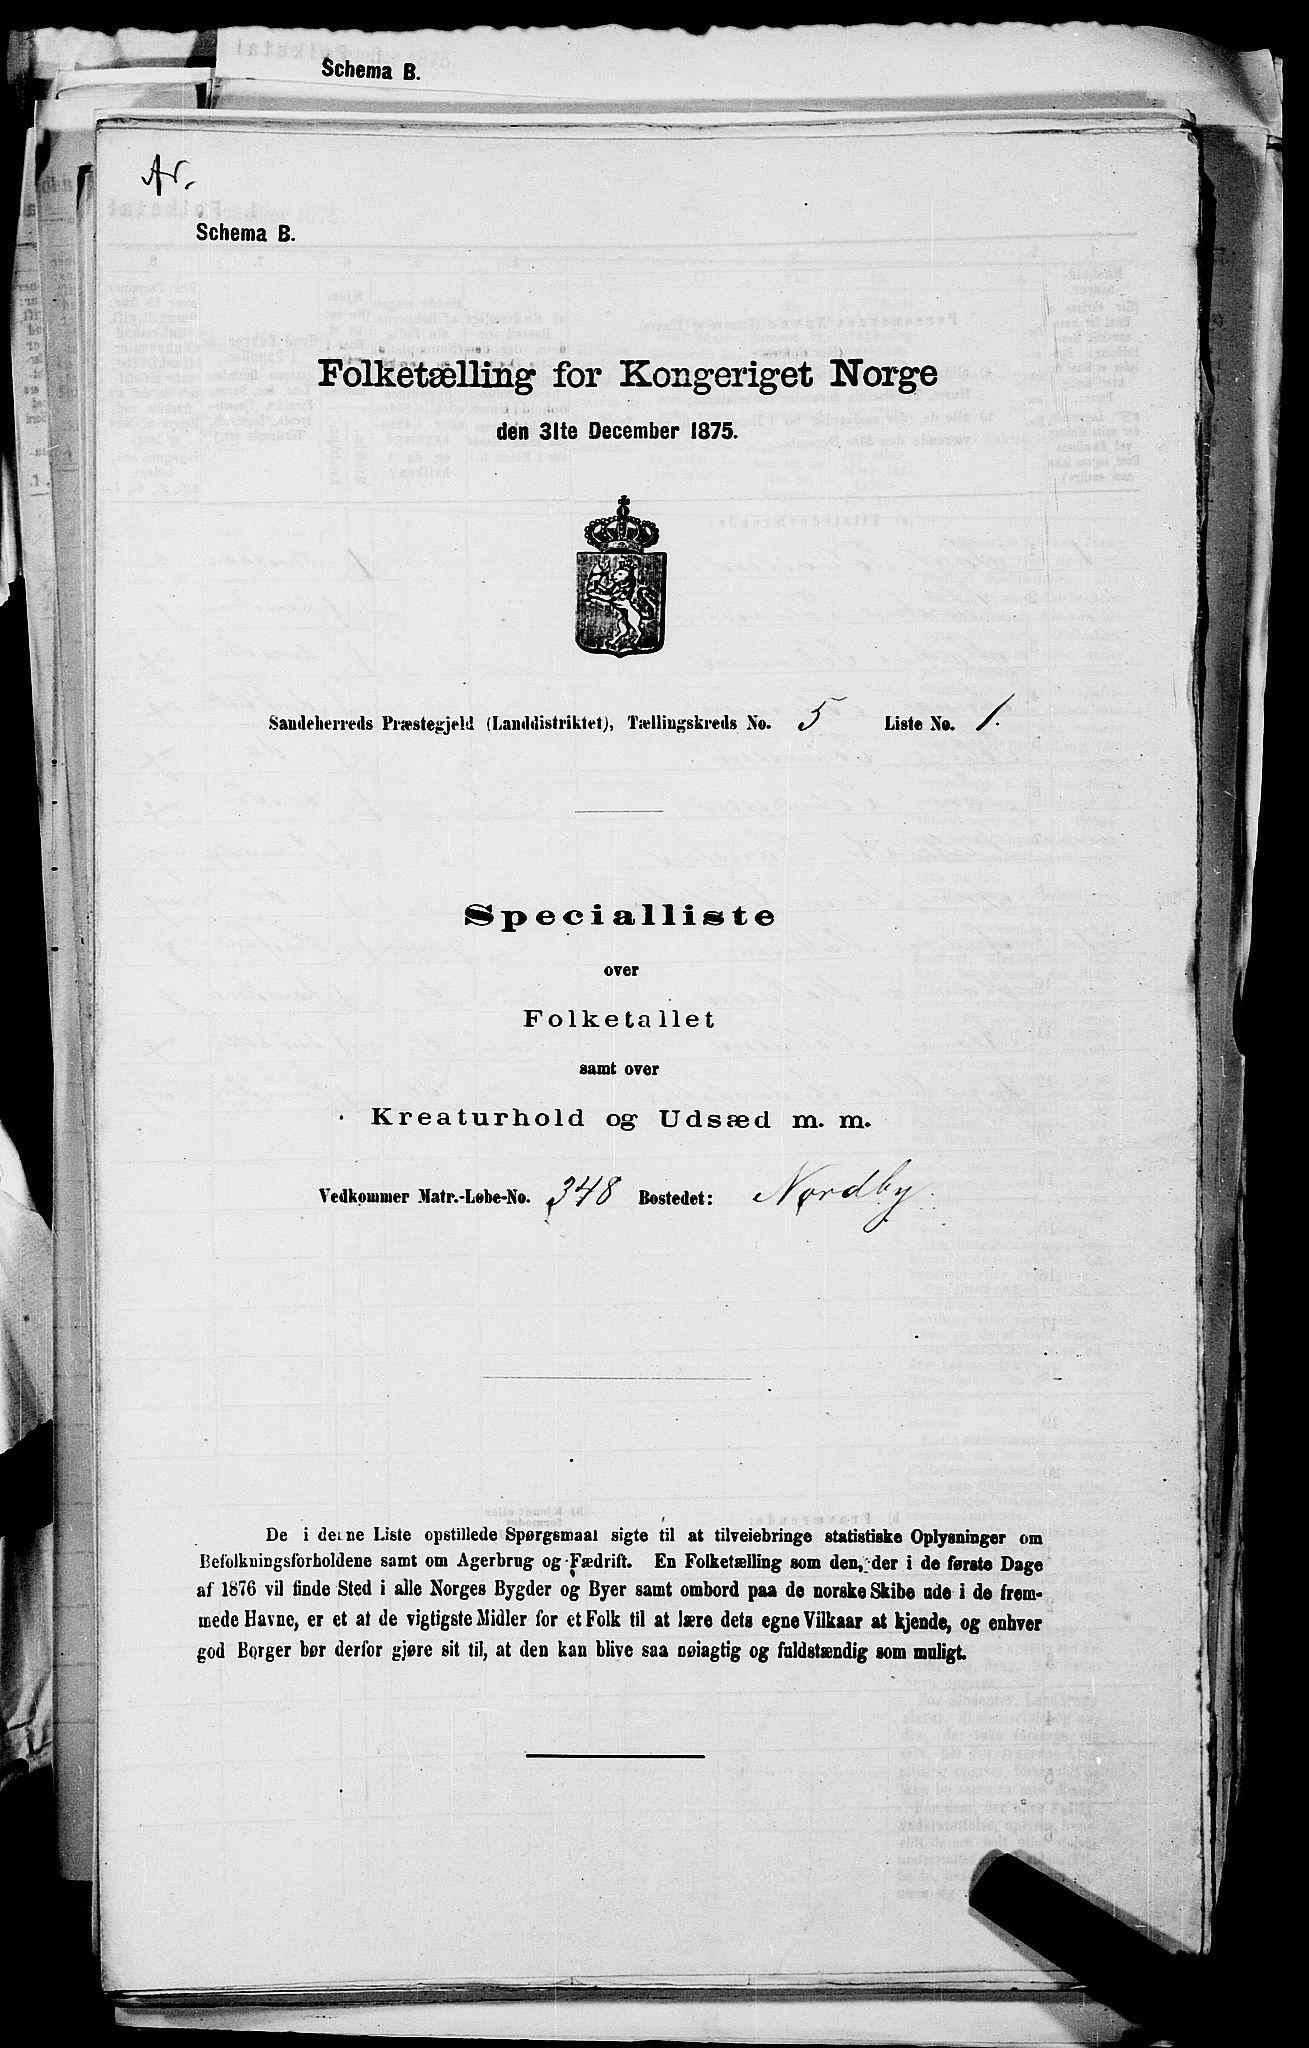 Schema B.
Ar.
Schema B.
Folketælling for Kongeriget Norge
den 31te December 1875.
Sandeherreds Præstegjeld (Landdistriktet), Tællingskreds No. 5 Liste No. 1.
Specialliste
over
Folketallet
samt over
Kreaturhold og Udsæd m. m.
Vedkommer Matr.-Løbe-No. 348 Bostedet: Nordby
De i denne Liste opstillede Spørgsmaal sigte til at tilveiebringe statistiske Oplysninger om
Befolkningsforholdene samt om Agerbrug og Fædrift. En Folketælling som den, der i de første Dage
af 1876 vil finde Sted i alle Norges Bygder og Byer samt ombord paa de norske Skibe ude i de frem-
mede Havne, er et at de vigtigste Midler for et Folk til at lære dets egne Vilkaar at kjende, og enhver
god Borger bør derfor gjøre sit til, at den kan blive saa nøiagtig og fuldstændig som muligt.